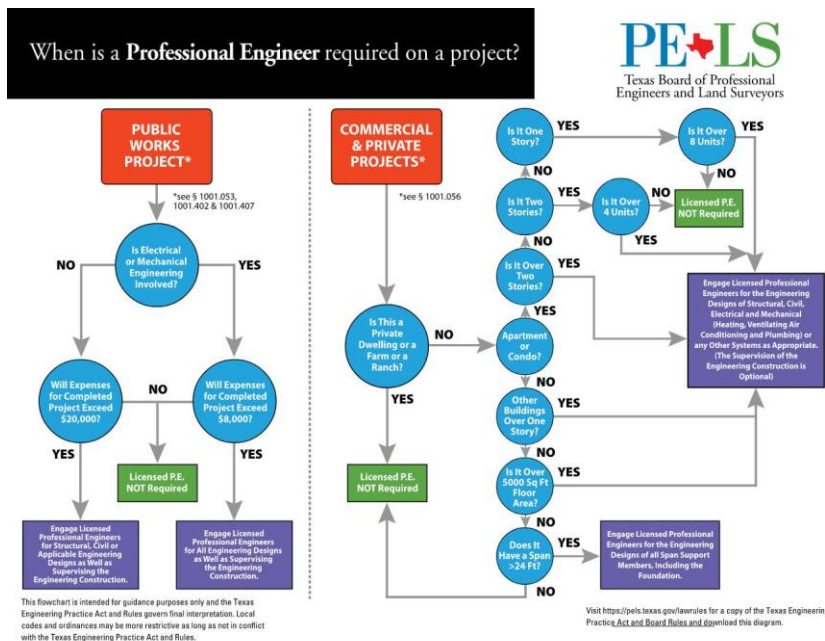 When is a Professional Engineer required on a project?
PE LS
Texas Board of Professional
Engineers and Land Surveyors
PUBLIC
WORKS
PROJECT*
*see § 1001.053,
1001.402 & 1001.407
Is Electrical
or Mechanical
Engineering
Involved?
NO
YES
Will Expenses
for Completed
Project Exceed
$20,000?
NO
Will Expenses
for Completed
Project Exceed
$8,000?
YES
YES
Licensed P.E.
NOT Required
Engage Licensed
Professional Engineers
for Structural, Civil or
Applicable Engineering
Designs as Well as
Supervising the
Engineering Construction.
Engage Licensed
Professional Engineers
for All Engineering Designs
as Well as Supervising
the Engineering
Construction.
This flowchart is intended for guidance purposes only and the Texas
Engineering Practice Act and Rules govern final interpretation. Local
codes and ordinances may be more restrictive as long as not in conflict
with the Texas Engineering Practice Act and Rules.
COMMERCIAL
& PRIVATE
PROJECTS*
*see § 1001.056
Is This a
Private
Dwelling or a
Farm or a
Ranch?
NO
YES
Licensed P.E.
NOT Required
Is It One
Story?
YES
Is It Over
8 Units?
YES
NO
NO
Is It Two
Stories?
YES
Is It Over
4 Units?
NO
Licensed P.E.
NOT Required
YES
NO
Is It Over
Two
Stories?
YES
YES
Apartment
or
Condo?
NO
Other
Buildings
Over One
Story?
YES
NO
Is It Over
5000 Sq Ft
Floor
Area?
YES
NO
Does It
Have a Span
>24 Ft?
YES
NO
Engage Licensed Professional
Engineers for the Engineering
Designs of Structural, Civil,
Electrical and Mechanical
(Heating, Ventilating Air
Conditioning and Plumbing) or
any Other Systems as Appropriate.
(The Supervision of the
Engineering Construction is
Optional)
Engage Licensed Professional
Engineers for the Engineering
Designs of all Span Support
Members, Including the
Foundation.
Visit https://pels.texas.gov/lawrules for a copy of the Texas Engineering
Practice Act and Board Rules and download this diagram.